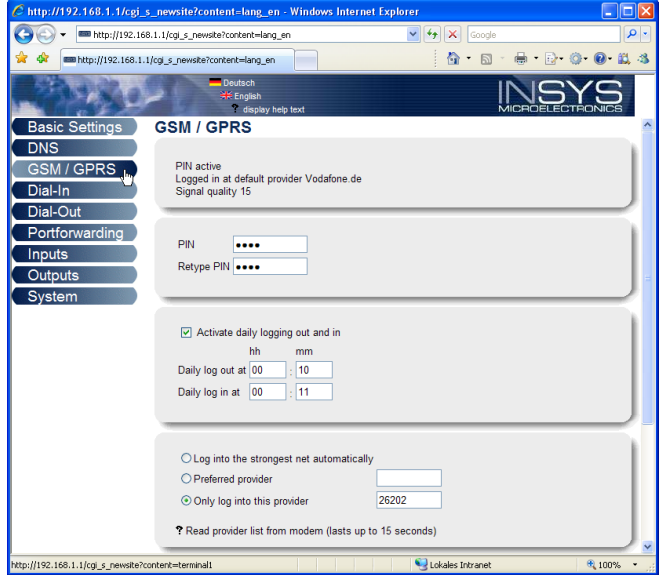 http://192.168.1.1/cgi_s_newsite?content=lang_en - Windows Internet Explorer
http://192.168.1.1/cgi_s_newsite?content=lang_en
Google
http://192.168.1.1/cgi_s_newsite?content=lang_en
Deutsch
English
? display help text
INSYS
MICROELECTRONICS
Basic Settings
DNS
GSM / GPRS
Dial-In
Dial-Out
Portforwarding
Inputs
Outputs
System
GSM / GPRS
PIN active
Logged in at default provider Vodafone.de
Signal quality 15
PIN ••••
Retype PIN ••••
Activate daily logging out and in
hh mm
Daily log out at 00 : 10
Daily log in at 00 : 11
Log into the strongest net automatically
Preferred provider
Only log into this provider 26202
? Read provider list from modem (lasts up to 15 seconds)
http://192.168.1.1/cgi_s_newsite?content=terminal1
Lokales Intranet
100%